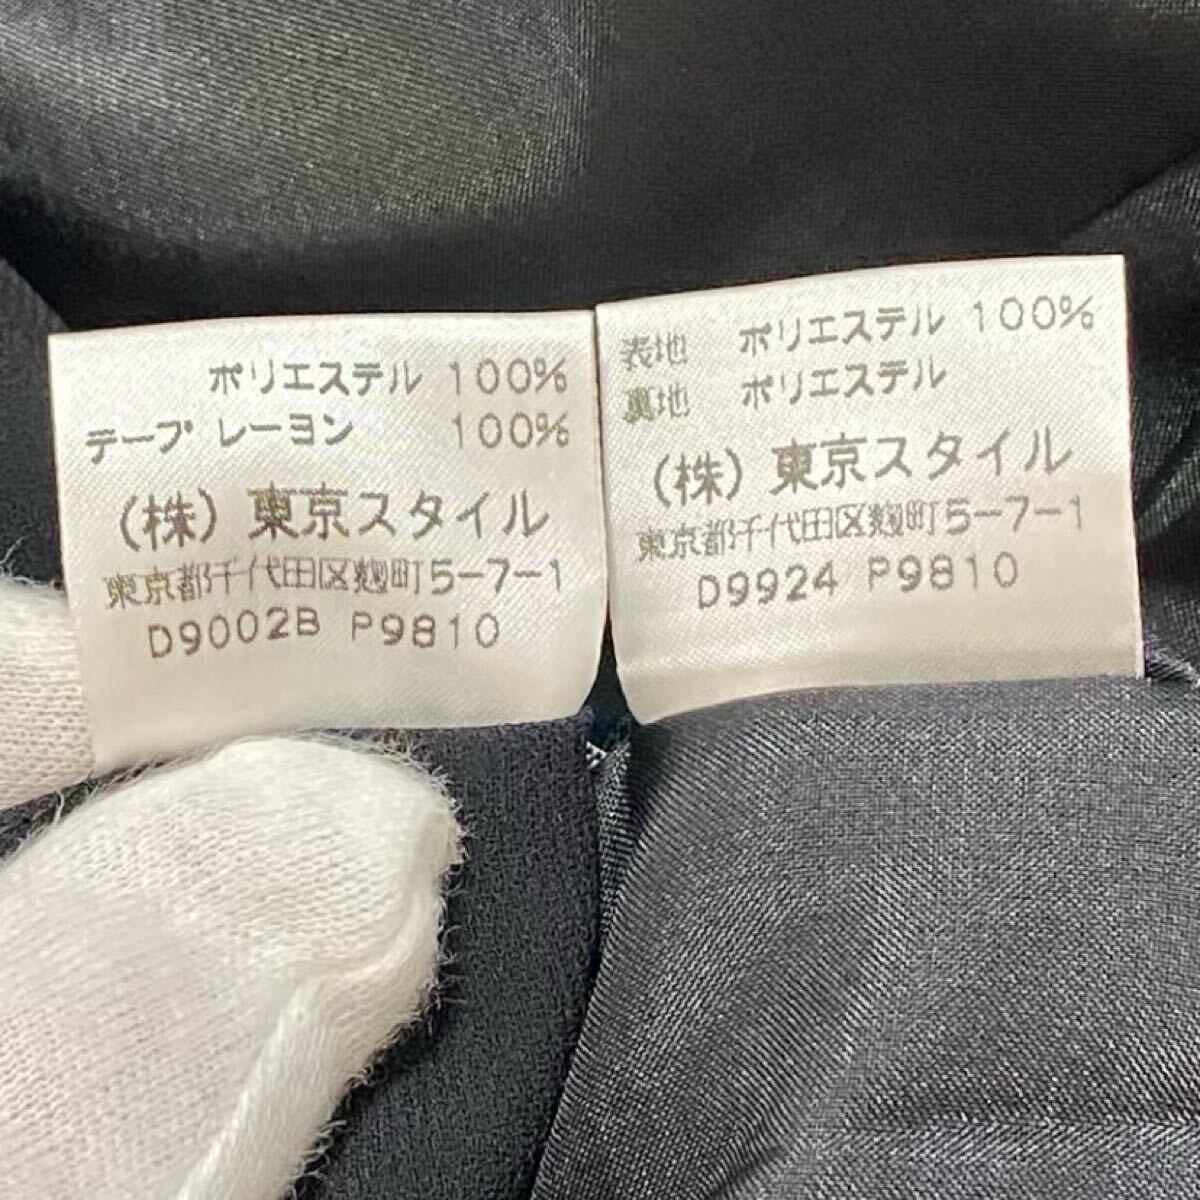 ポリエステル 100%
テープ レーヨン 100%
(株) 東京スタイル
東京都千代田区麹町5-7-1
D9002B P9810
表地 ポリエステル 100%
裏地 ポリエステル
(株) 東京スタイル
東京都千代田区麹町5-7-1
D9924 P9810